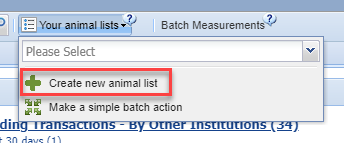 Your animal lists ? Batch Measurements ?
Please Select
Create new animal list
Make a simple batch action
ding Transactions - By Other Institutions (34)
t 30 days (1)